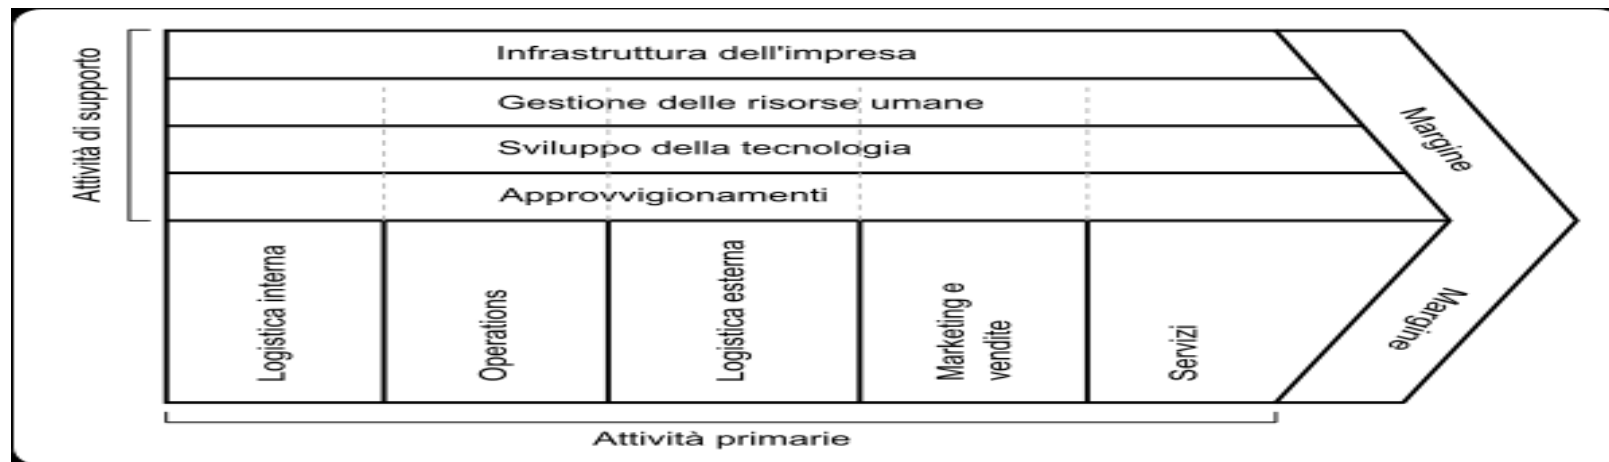 Attività di supporto
Infrastruttura dell'impresa
Gestione delle risorse umane
Sviluppo della tecnologia
Approvvigionamenti
Margine
Logistica interna
Operations
Logistica esterna
Marketing e
vendite
Servizi
Margine
Attività primarie